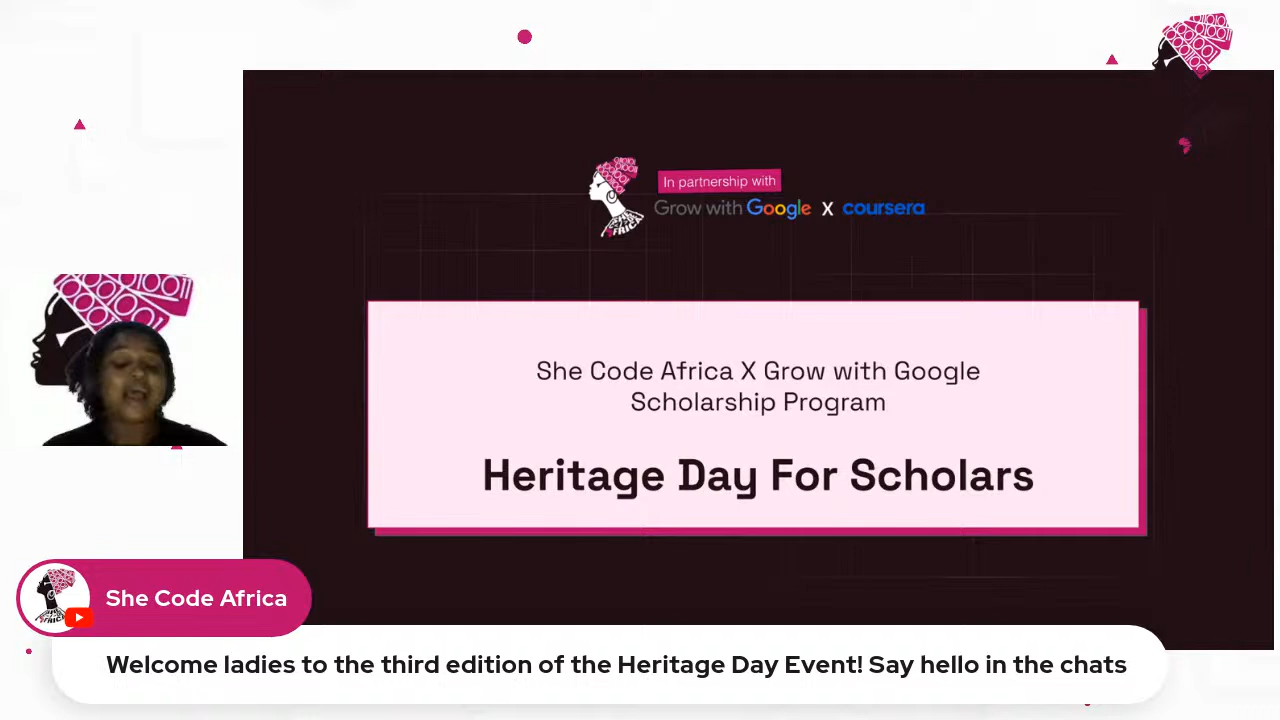 In partnership with
Grow with Google X coursera
She Code Africa X Grow with Google
Scholarship Program
Heritage Day For Scholars
She Code Africa
Welcome ladies to the third edition of the Heritage Day Event! Say hello in the chats